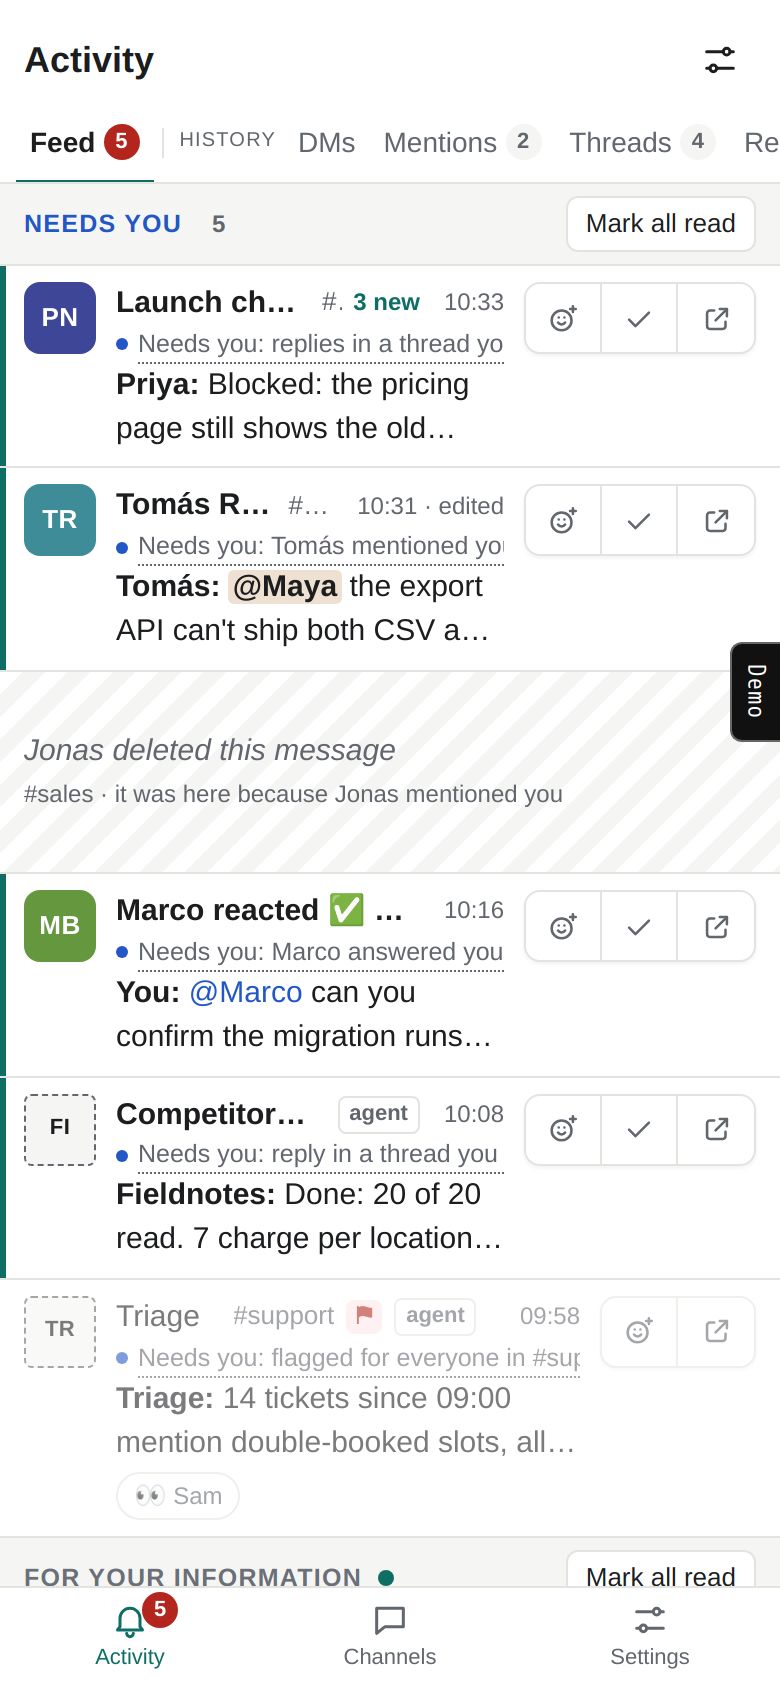 Activity
Feed 5 HISTORY DMs Mentions 2 Threads 4 Re
NEEDS YOU 5 Mark all read
PN Launch ch… #. 3 new 10:33
Needs you: replies in a thread yo
Priya: Blocked: the pricing
page still shows the old…
TR Tomás R… #… 10:31 · edited
Needs you: Tomás mentioned you
Tomás: @Maya the export
API can't ship both CSV a…
Demo
Jonas deleted this message
#sales · it was here because Jonas mentioned you
MB Marco reacted ✅ … 10:16
Needs you: Marco answered you
You: @Marco can you
confirm the migration runs…
FI Competitor… agent 10:08
Needs you: reply in a thread you
Fieldnotes: Done: 20 of 20
read. 7 charge per location…
TR Triage #support agent 09:58
Needs you: flagged for everyone in #sup
Triage: 14 tickets since 09:00
mention double-booked slots, all…
👀 Sam
FOR YOUR INFORMATION Mark all read
5
Activity Channels Settings